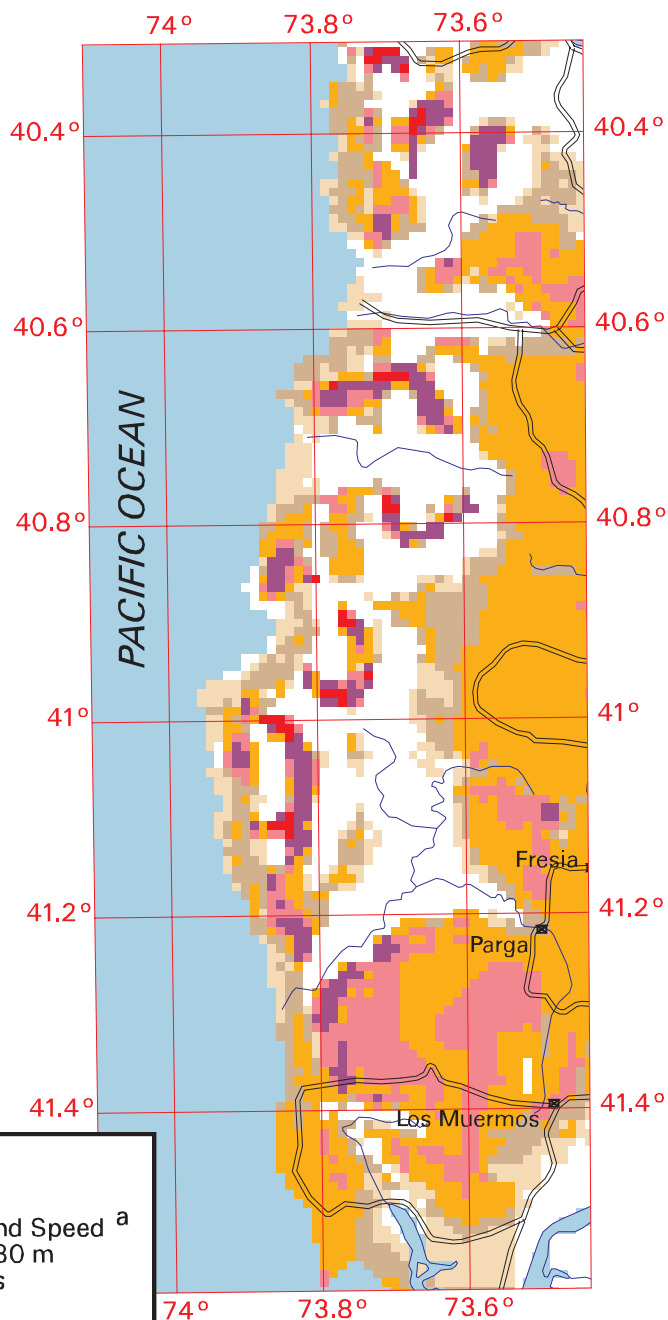 74° 73.8° 73.6°
40.4° 40.4°
40.6° 40.6°
PACIFIC OCEAN
40.8° 40.8°
41° 41°
Fresia
41.2° 41.2°
Parga
41.4° 41.4°
Los Muermos
nd Speed a
30 m
s
74° 73.8° 73.6°